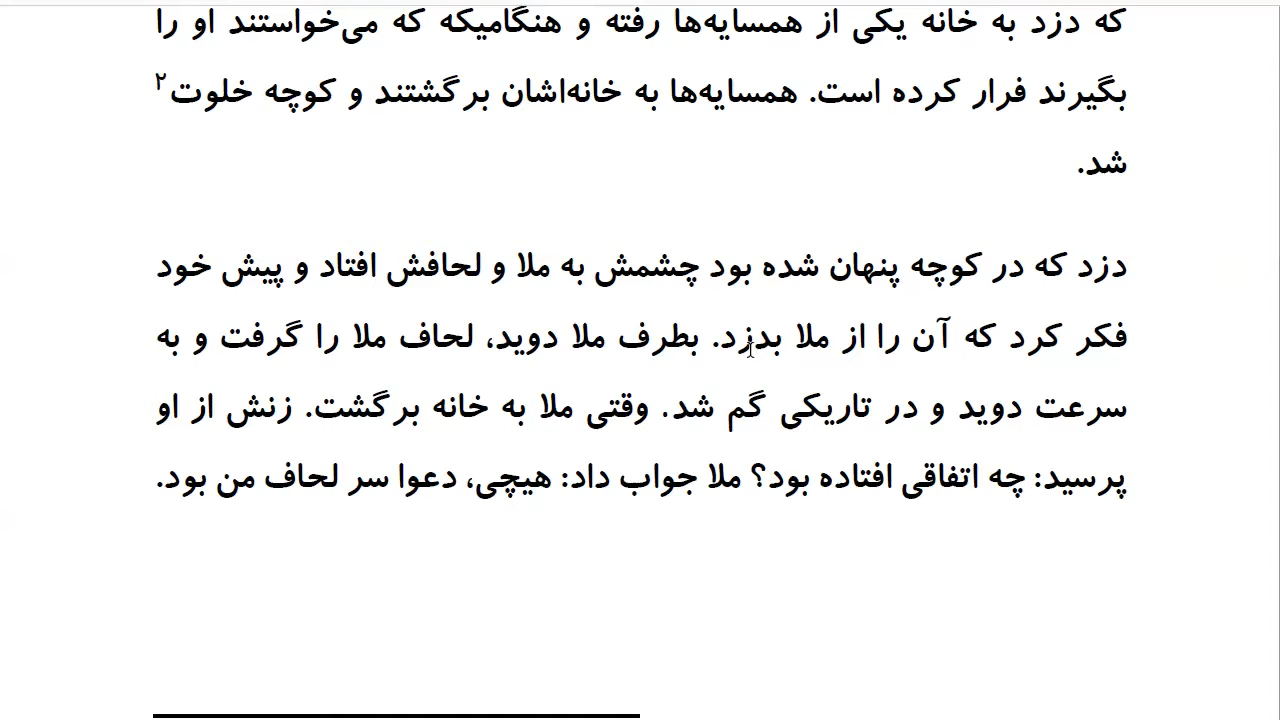 که دزد به خانه یکی از همسایه‌ها رفته و هنگامیکه که می‌خواستند او را
بگیرند فرار کرده است. همسایه‌ها به خانه‌اشان برگشتند و کوچه خلوت۲
شد.
دزد که در کوچه پنهان شده بود چشمش به ملا و لحافش افتاد و پیش خود
فکر کرد که آن را از ملا بدزد. بطرف ملا دوید، لحاف ملا را گرفت و به
سرعت دوید و در تاریکی گم شد. وقتی ملا به خانه برگشت. زنش از او
پرسید: چه اتفاقی افتاده بود؟ ملا جواب داد: هیچی، دعوا سر لحاف من بود.